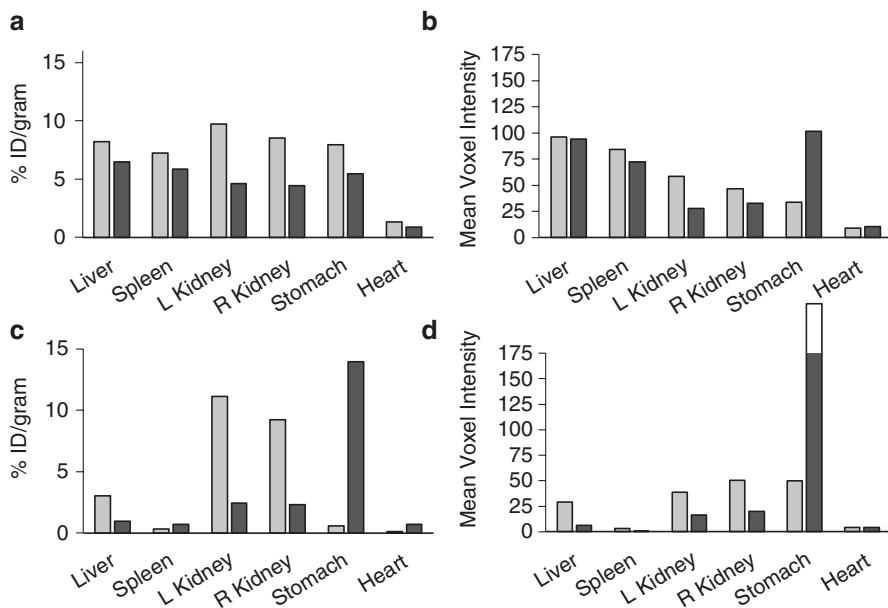 a
% ID/gram
15
10
5
0
Liver
Spleen
L Kidney
R Kidney
Stomach
Heart
b
Mean Voxel Intensity
175
150
125
100
75
50
25
0
Liver
Spleen
L Kidney
R Kidney
Stomach
Heart
c
% ID/gram
15
10
5
0
Liver
Spleen
L Kidney
R Kidney
Stomach
Heart
d
Mean Voxel Intensity
175
150
125
100
75
50
25
0
Liver
Spleen
L Kidney
R Kidney
Stomach
Heart